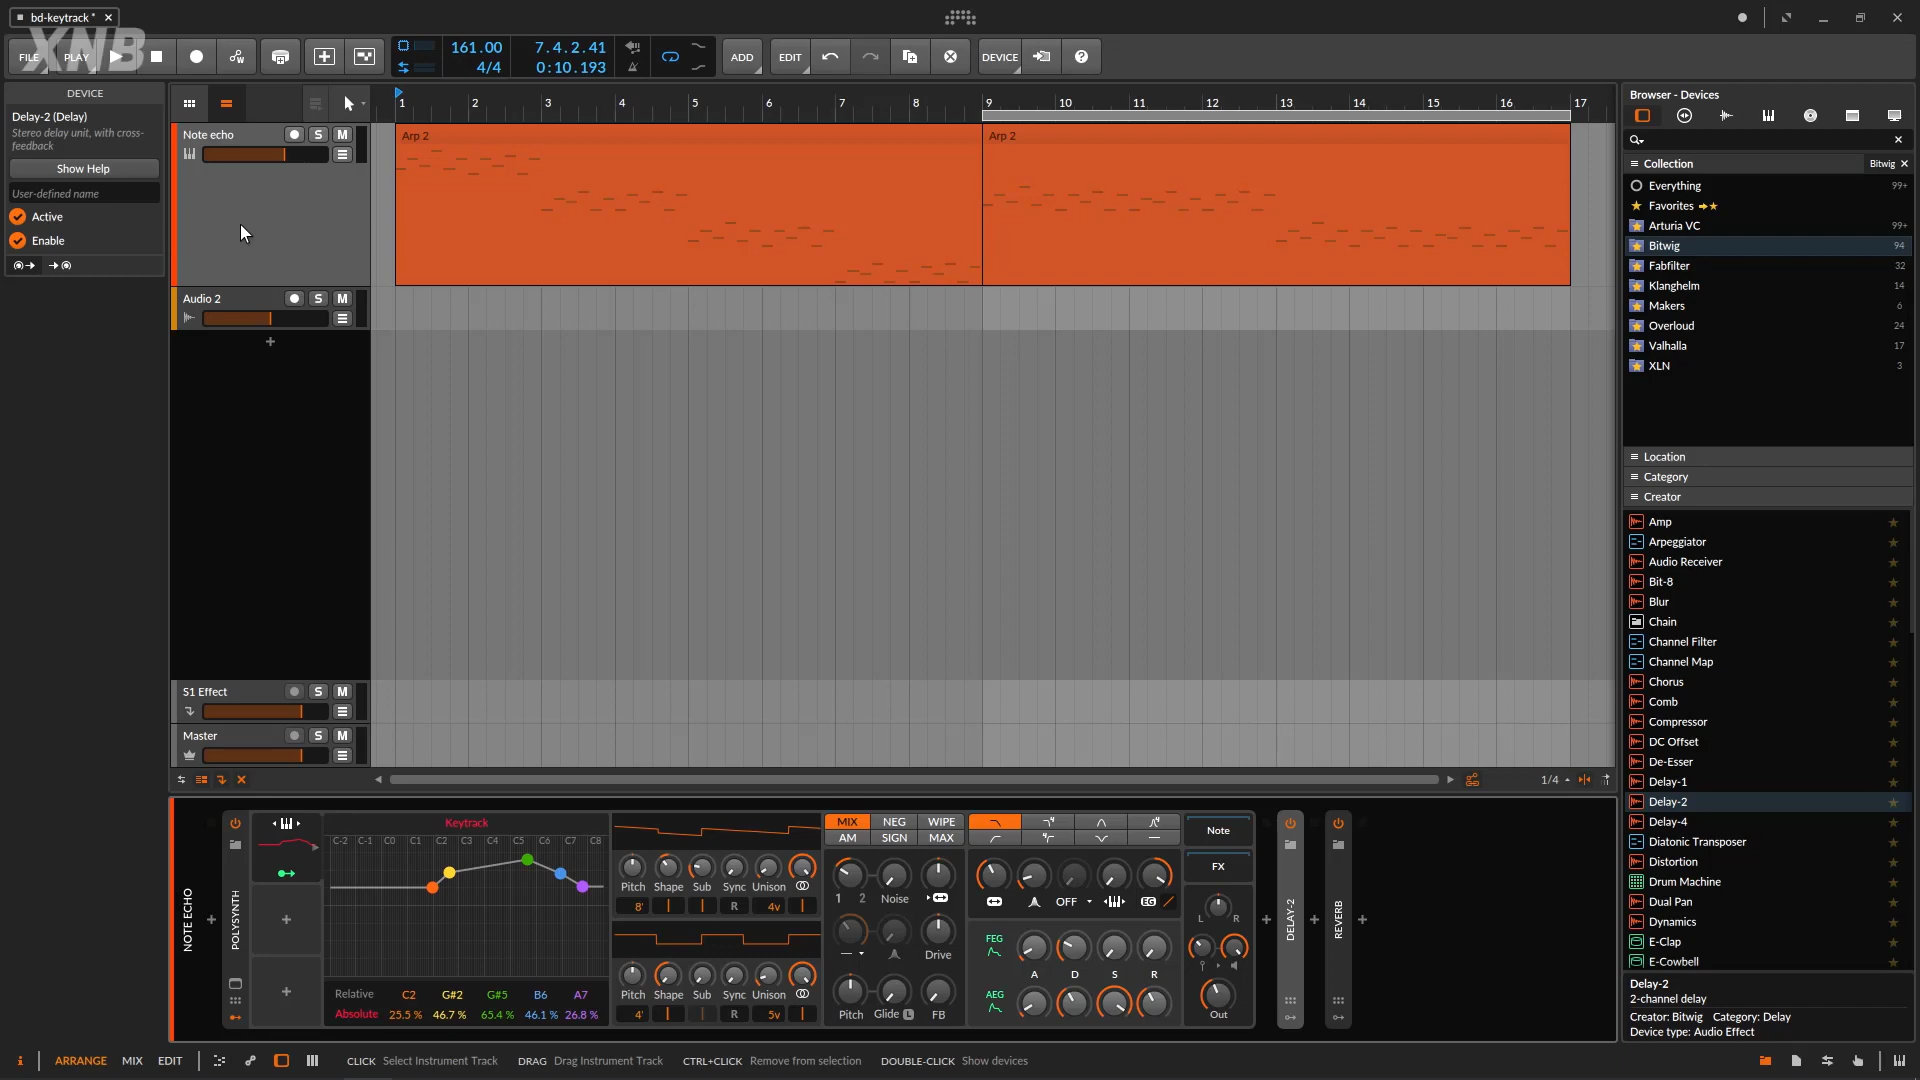 bd-keytrack *
XNB
FILE
PLAY
161.00
4/4
7.4.2.41
0:10.193
ADD
EDIT
DEVICE
DEVICE
Delay-2 (Delay)
Stereo delay unit, with cross-
feedback
Show Help
User-defined name
Active
Enable
1 2 3 4 5 6 7 8 9 10 11 12 13 14 15 16 17
Note echo
S M
Arp 2
Arp 2
Audio 2
S M
S1 Effect
S M
Master
S M
1/4
Browser - Devices
Collection
Bitwig
Everything 99+
Favorites
Arturia VC 99+
Bitwig 94
Fabfilter 32
Klanghelm 14
Makers 6
Overloud 24
Valhalla 17
XLN 3
Location
Category
Creator
Amp
Arpeggiator
Audio Receiver
Bit-8
Blur
Chain
Channel Filter
Channel Map
Chorus
Comb
Compressor
DC Offset
De-Esser
Delay-1
Delay-2
Delay-4
Diatonic Transposer
Distortion
Drum Machine
Dual Pan
Dynamics
E-Clap
E-Cowbell
Delay-2
2-channel delay
Creator: Bitwig Category: Delay
Device type: Audio Effect
NOTE ECHO
POLYSYNTH
Keytrack
C-2 C-1 C0 C1 C2 C3 C4 C5 C6 C7 C8
Relative C2 G#2 G#5 B6 A7
Absolute 25.5 % 46.7 % 65.4 % 46.1 % 26.8 %
Pitch Shape Sub Sync Unison
8' R 4v
Pitch Shape Sub Sync Unison
4' R 5v
MIX NEG WIPE
AM SIGN MAX
1 2 Noise
Drive
Pitch Glide L FB
OFF
EG
FEG
A D S R
AEG
Note
FX
L R
Out
DELAY-2
REVERB
i
ARRANGE MIX EDIT
CLICK Select Instrument Track DRAG Drag Instrument Track CTRL+CLICK Remove from selection DOUBLE-CLICK Show devices